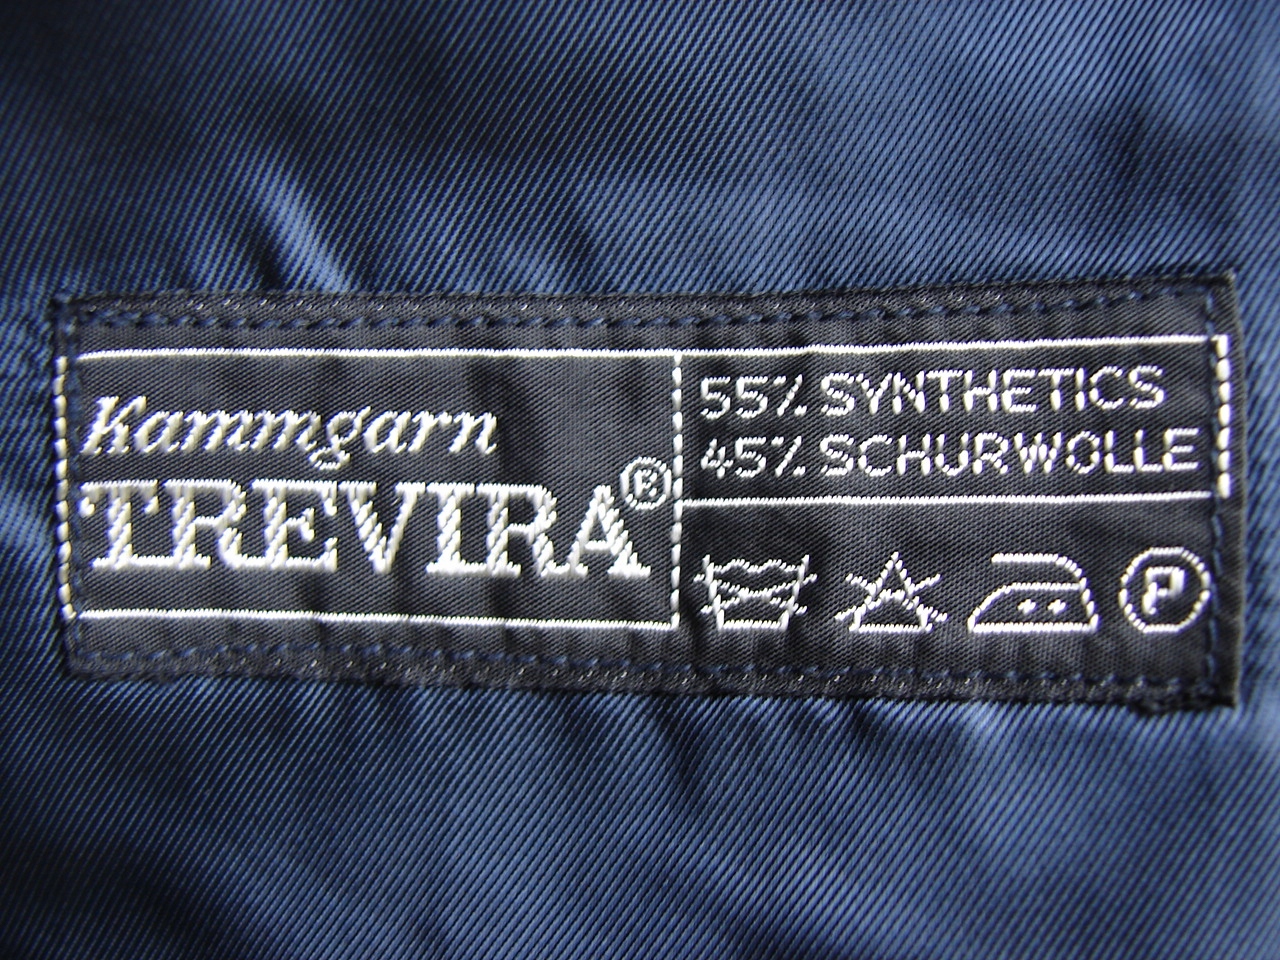 Kammgarn
TREVIRA®
55% SYNTHETICS
45% SCHURWOLLE
P